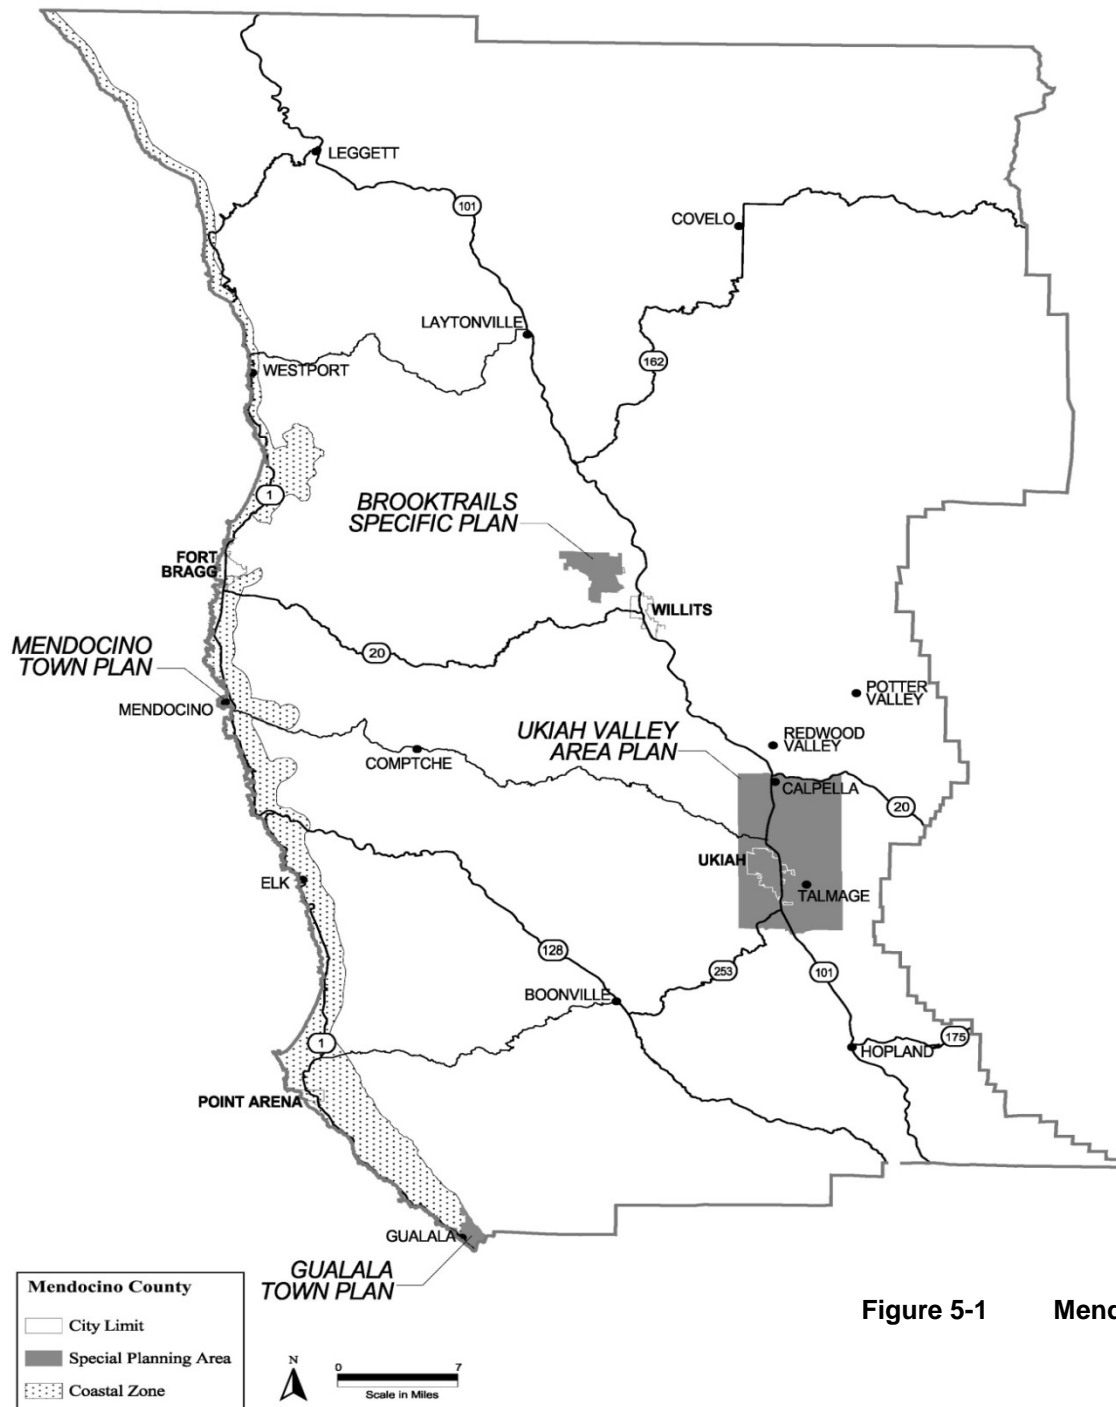 LEGGETT
101
COVELO
LAYTONVILLE
162
WESTPORT
1
BROOKTRAILS
SPECIFIC PLAN
FORT
BRAGG
WILLITS
20
MENDOCINO
TOWN PLAN
MENDOCINO
POTTER
VALLEY
UKIAH VALLEY
AREA PLAN
REDWOOD
VALLEY
COMPTCHE
CALPELLA
20
UKIAH
ELK
TALMAGE
128
253
101
BOONVILLE
1
HOPLAND
175
POINT ARENA
GUALALA
GUALALA
TOWN PLAN
Mendocino County
City Limit
Special Planning Area
Coastal Zone
N
0 7
Scale in Miles
Figure 5-1 Mend